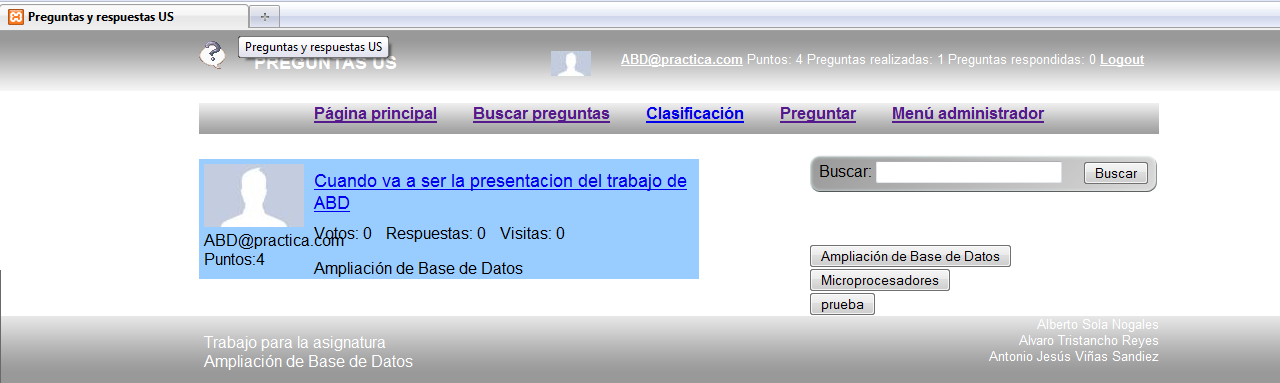 Preguntas y respuestas US
Preguntas y respuestas US
PREGUNTAS US
ABD@practica.com Puntos: 4 Preguntas realizadas: 1 Preguntas respondidas: 0 Logout
Página principal Buscar preguntas Clasificación Preguntar Menú administrador
Cuando va a ser la presentacion del trabajo de
ABD
ABD@practica.com
Puntos:4
Votos: 0 Respuestas: 0 Visitas: 0
Ampliación de Base de Datos
Buscar: Buscar
Ampliación de Base de Datos
Microprocesadores
prueba
Trabajo para la asignatura
Ampliación de Base de Datos
Alberto Sola Nogales
Alvaro Tristancho Reyes
Antonio Jesús Viñas Sandiez